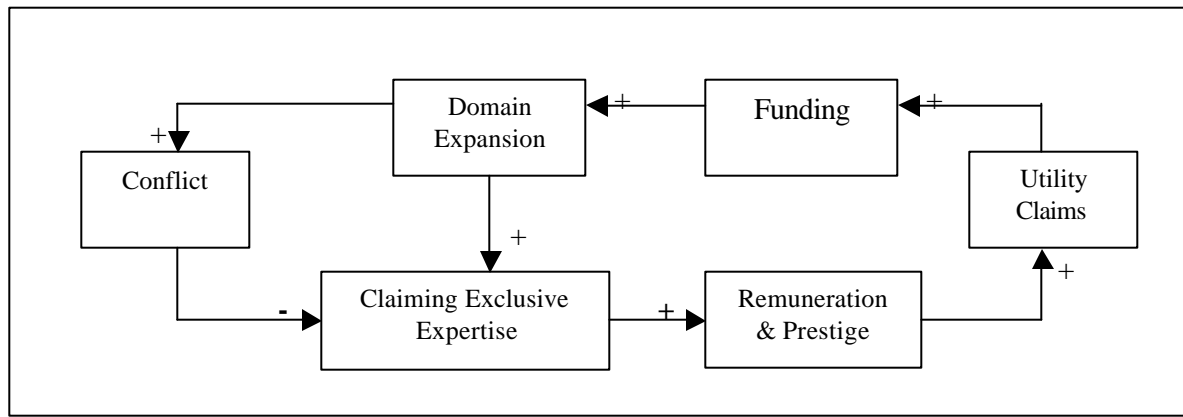 Domain
Expansion
+
Funding
+
+
Conflict
Utility
Claims
+
+
-
Claiming Exclusive
Expertise
+
Remuneration
& Prestige
+